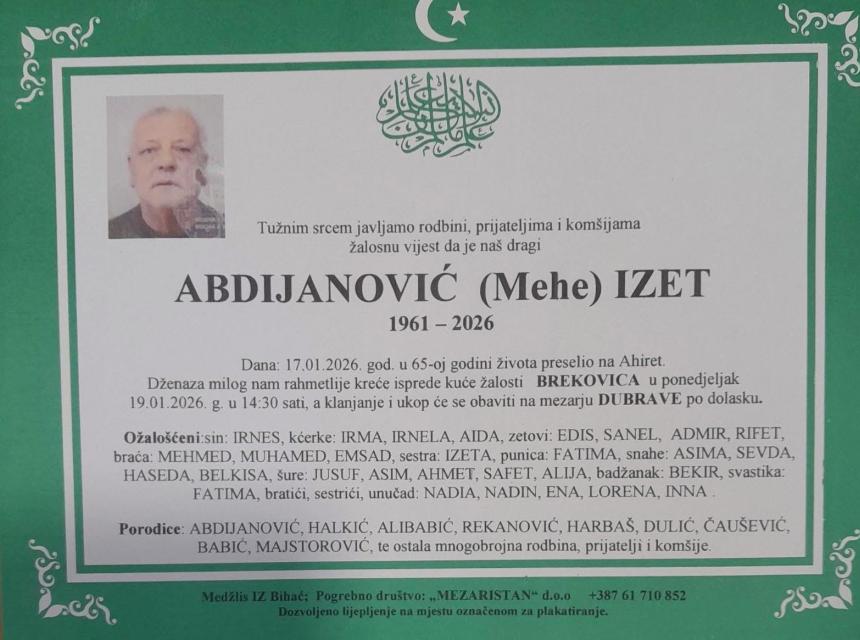 Tužnim srcem javljamo rodbini, prijateljima i komšijama
žalosnu vijest da je naš dragi
ABDIJANOVIĆ (Mehe) IZET
1961 – 2026
Dana: 17.01.2026. god. u 65-oj godini života preselio na Ahiret.
Dženaza milog nam rahmetlije kreće isprede kuće žalosti BREKOVICA u ponedjeljak
19.01.2026. g. u 14:30 sati, a klanjanje i ukop će se obaviti na mezarju DUBRAVE po dolasku.
Ožalošćeni:sin: IRNES, kćerke: IRMA, IRNELA, AIDA, zetovi: EDIS, SANEL, ADMIR, RIFET,
braća: MEHMED, MUHAMED, EMSAD, sestra: IZETA, punica: FATIMA, snahe: ASIMA, SEVDA,
HASEDA, BELKISA, šure: JUSUF, ASIM, AHMET, SAFET, ALIJA, badžanak: BEKIR, svastika:
FATIMA, bratići, sestrići, unučad: NADIA, NADIN, ENA, LORENA, INNA .
Porodice: ABDIJANOVIĆ, HALKIĆ, ALIBABIĆ, REKANOVIĆ, HARBAŠ, DULIĆ, ČAUŠEVIĆ,
BABIĆ, MAJSTOROVIĆ, te ostala mnogobrojna rodbina, prijatelji i komšije.
Medžlis IZ Bihać; Pogrebno društvo: „MEZARISTAN“ d.o.o +387 61 710 852
Dozvoljeno lijepljenje na mjestu označenom za plakatiranje.